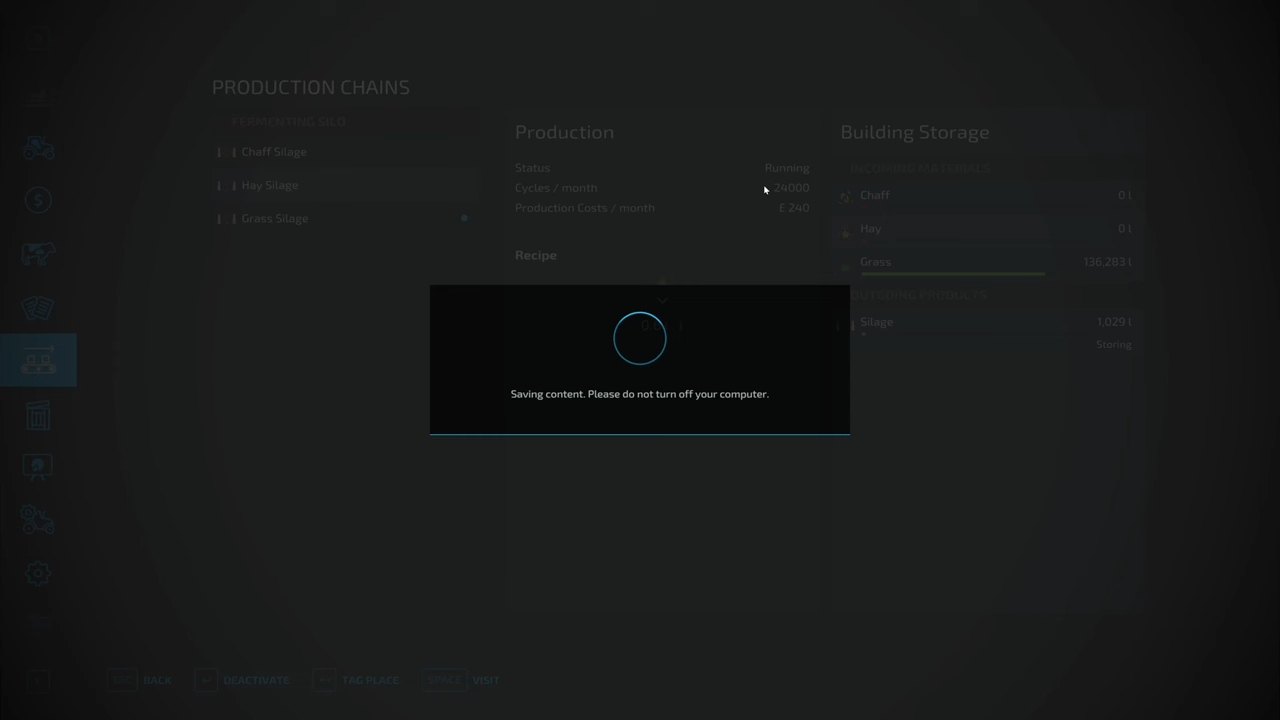 PRODUCTION CHAINS
FERMENTING SILO
Chaff Silage
Hay Silage
Grass Silage
Production
Status Running
Cycles / month 24000
Production Costs / month £ 240
Recipe
Building Storage
INCOMING MATERIALS
Chaff 0 l
Hay 0 l
Grass 136,283 l
OUTGOING PRODUCTS
Silage 1,029 l
Storing
Saving content. Please do not turn off your computer.
ESC BACK
DEACTIVATE
TAG PLACE
SPACE VISIT